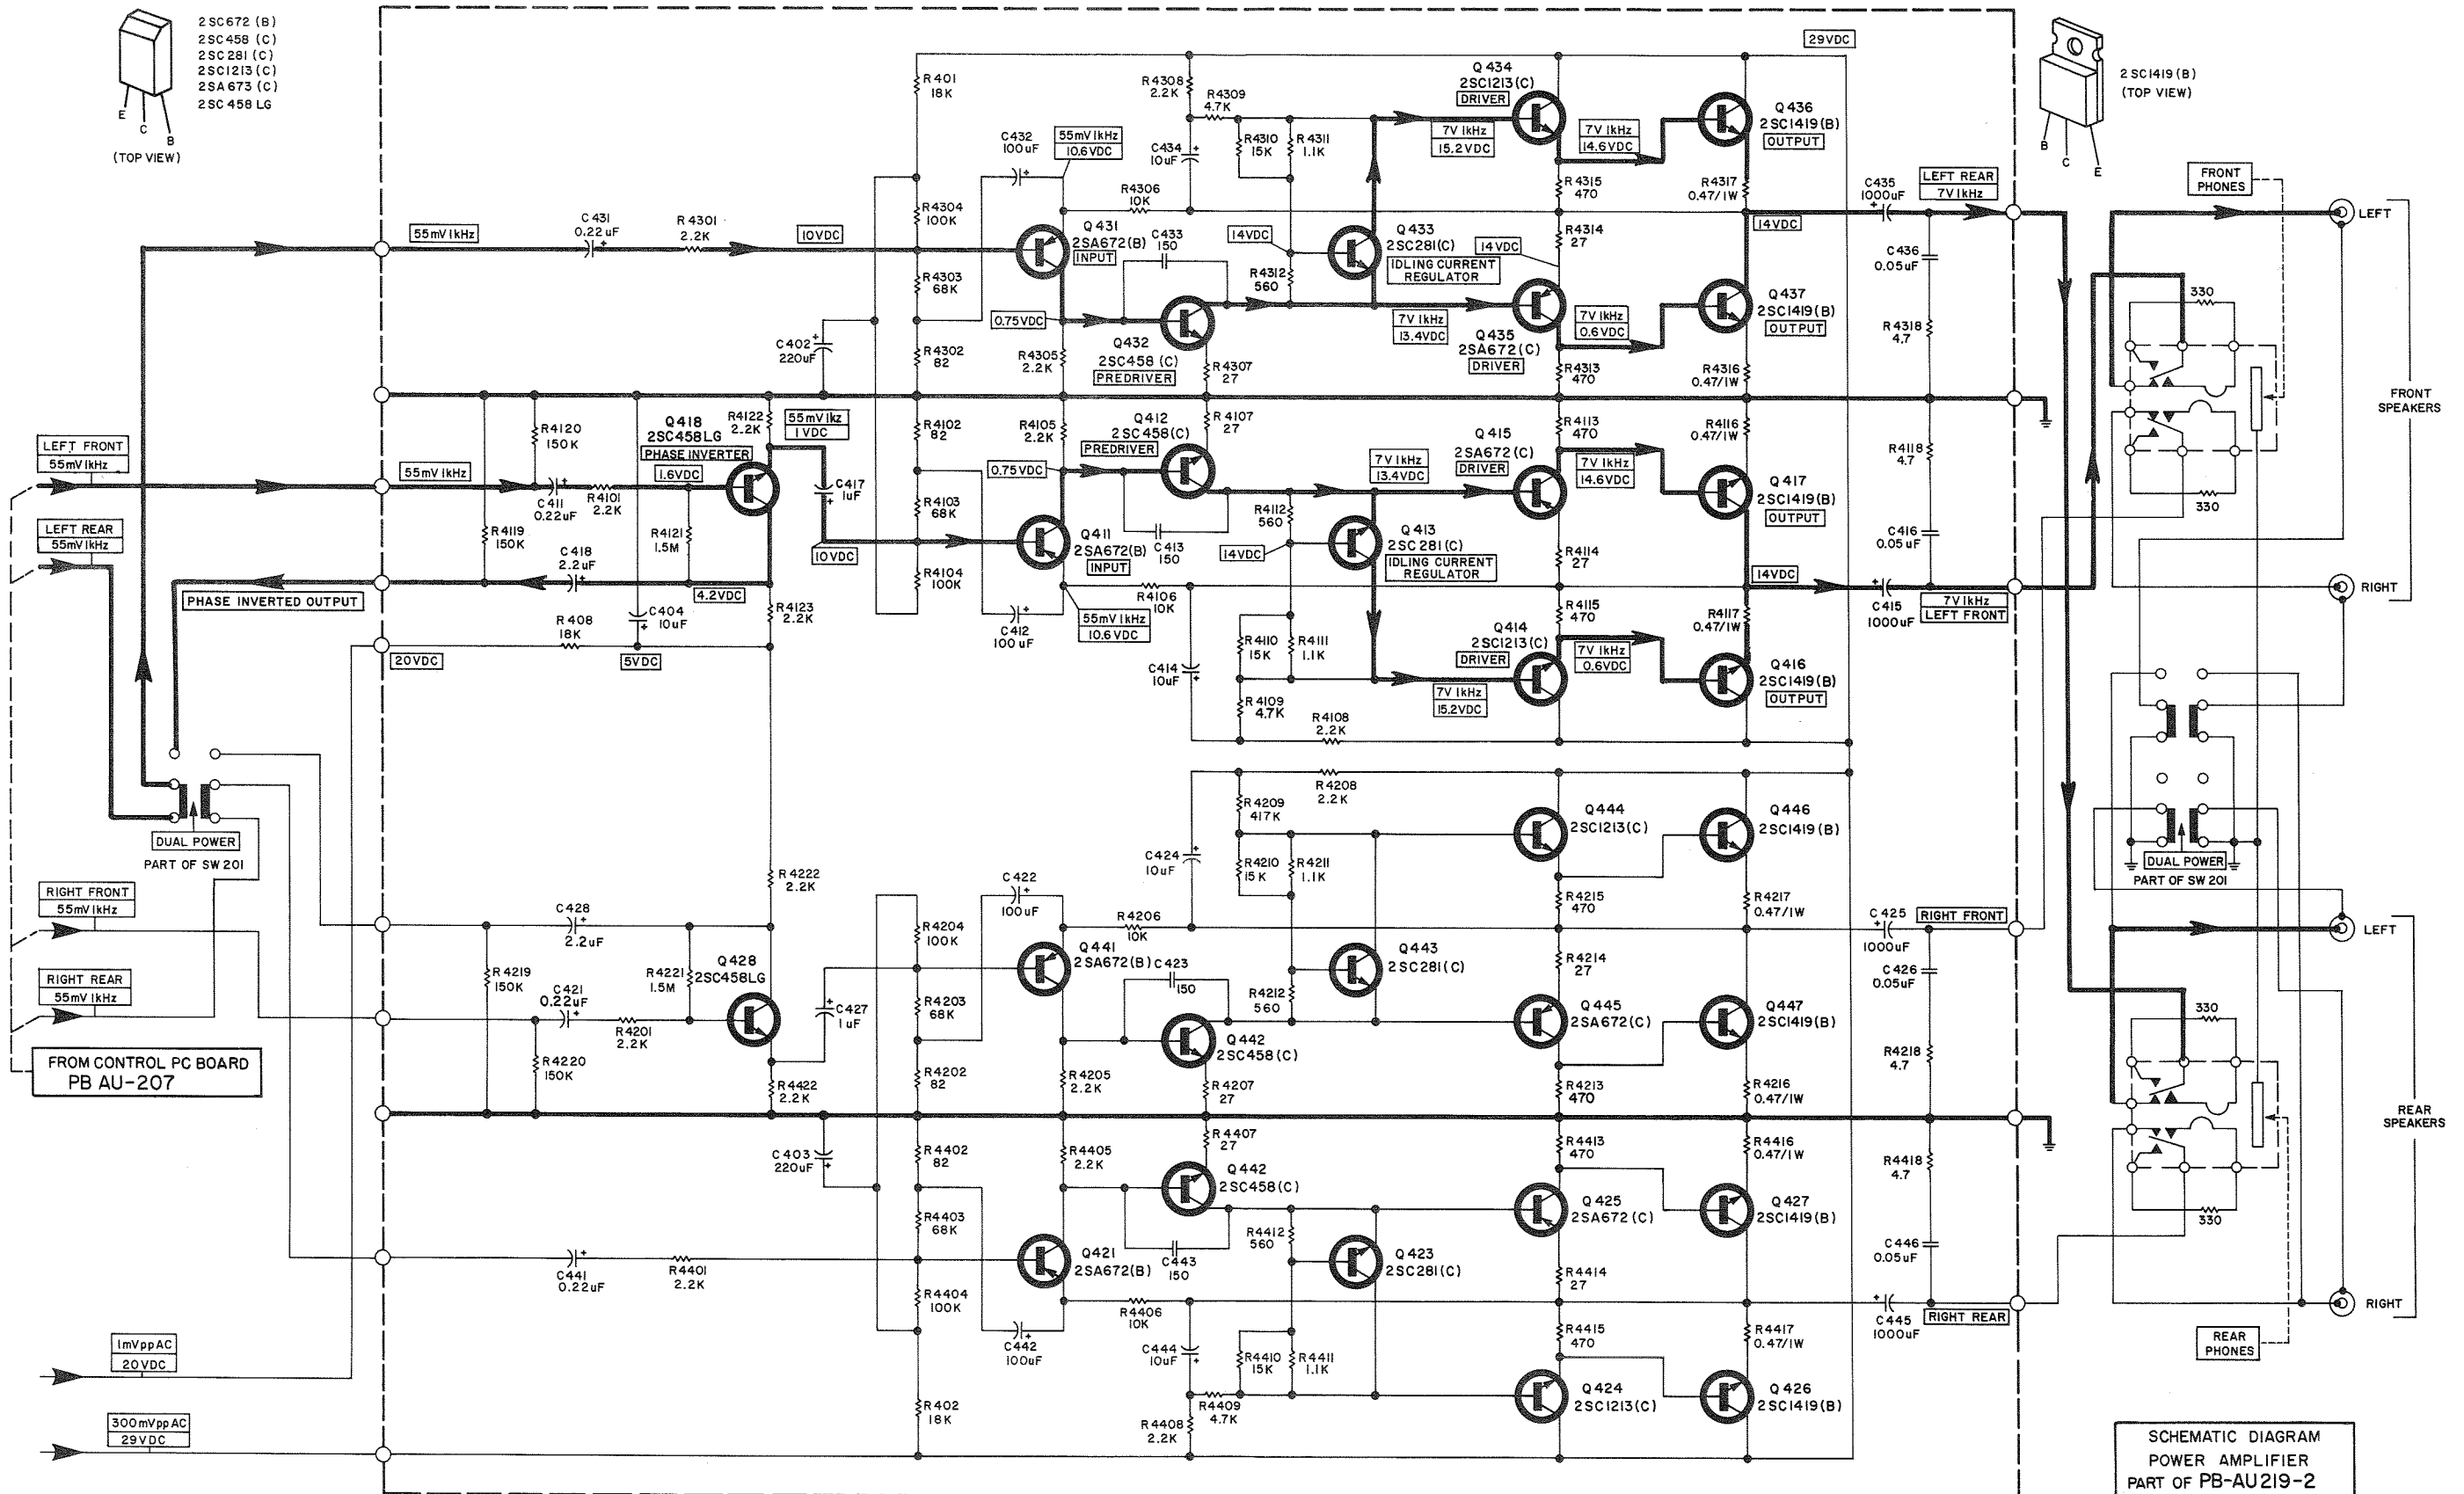 2SC672 (B)
2SC458 (C)
2SC281 (C)
2SC1213 (C)
2SA673 (C)
2SC458 LG
E
C
B
(TOP VIEW)
2SC1419 (B)
(TOP VIEW)
B
C
E
29VDC
R401
18K
R4308
2.2K
R4309
4.7K
R4310
15K
R4311
1.1K
C434
10uF
C432
100uF
55mV 1kHz
10.6VDC
Q434
2SC1213(C)
DRIVER
7V 1kHz
15.2VDC
7V 1kHz
14.6VDC
Q436
2SC1419(B)
OUTPUT
R4304
100K
R4306
10K
R4315
470
R4317
0.47/1W
C435
1000uF
LEFT REAR
7V 1kHz
FRONT
PHONES
LEFT
55mV 1kHz
C431
0.22uF
R4301
2.2K
10VDC
Q431
2SA672(B)
INPUT
C433
150
14VDC
Q433
2SC281(C)
IDLING CURRENT
REGULATOR
14VDC
R4314
27
14VDC
C436
0.05uF
R4303
68K
R4312
560
Q437
2SC1419(B)
OUTPUT
0.75VDC
C402
220uF
R4302
82
R4305
2.2K
Q432
2SC458 (C)
PREDRIVER
R4307
27
7V 1kHz
13.4VDC
Q435
2SA672(C)
DRIVER
7V 1kHz
0.6VDC
R4313
470
R4316
0.47/1W
R4318
4.7
330
FRONT
SPEAKERS
LEFT FRONT
55mV 1kHz
LEFT REAR
55mV 1kHz
R4120
150K
Q418
2SC458LG
PHASE INVERTER
1.6VDC
R4122
2.2K
55mV 1kz
1VDC
R4102
82
R4105
2.2K
Q412
2SC458(C)
PREDRIVER
R4107
27
Q415
2SA672(C)
DRIVER
R4113
470
R4116
0.47/1W
R4118
4.7
55mV 1kHz
C411
0.22uF
R4101
2.2K
R4119
150K
C418
2.2uF
R4121
1.5M
C417
1uF
R4103
68K
0.75VDC
7V 1kHz
13.4VDC
7V 1kHz
14.6VDC
Q417
2SC1419(B)
OUTPUT
330
10VDC
Q411
2SA672(B)
INPUT
C413
150
R4112
560
14VDC
Q413
2SC281(C)
IDLING CURRENT
REGULATOR
R4114
27
C416
0.05uF
PHASE INVERTED OUTPUT
4.2VDC
R4104
100K
R4106
10K
14VDC
RIGHT
R408
18K
C404
10uF
R4123
2.2K
C412
100uF
55mV 1kHz
10.6VDC
R4115
470
R4117
0.47/1W
C415
1000uF
7V 1kHz
LEFT FRONT
20VDC
5VDC
C414
10uF
R4110
15K
R4111
1.1K
Q414
2SC1213(C)
DRIVER
7V 1kHz
0.6VDC
Q416
2SC1419(B)
OUTPUT
R4109
4.7K
7V 1kHz
15.2VDC
R4108
2.2K
DUAL POWER
PART OF SW 201
R4208
2.2K
R4209
417K
Q444
2SC1213(C)
Q446
2SC1419(B)
DUAL POWER
PART OF SW 201
C424
10uF
R4210
15K
R4211
1.1K
R4222
2.2K
C422
100uF
RIGHT FRONT
55mV 1kHz
C428
2.2uF
R4204
100K
R4206
10K
R4215
470
R4217
0.47/1W
C425
1000uF
RIGHT FRONT
LEFT
RIGHT REAR
55mV 1kHz
R4219
150K
R4221
1.5M
Q428
2SC458LG
Q441
2SA672(B)
C423
150
Q443
2SC281(C)
R4214
27
C426
0.05uF
C421
0.22uF
R4201
2.2K
C427
1uF
R4203
68K
R4212
560
Q445
2SA672(C)
Q447
2SC1419(B)
330
FROM CONTROL PC BOARD
PB AU-207
R4220
150K
Q442
2SC458(C)
R4422
2.2K
R4202
82
R4205
2.2K
R4207
27
R4213
470
R4216
0.47/1W
R4218
4.7
REAR
SPEAKERS
C403
220uF
R4402
82
R4405
2.2K
R4407
27
Q442
2SC458(C)
R4413
470
R4416
0.47/1W
R4418
4.7
R4403
68K
Q425
2SA672(C)
Q427
2SC1419(B)
330
C441
0.22uF
R4401
2.2K
Q421
2SA672(B)
C443
150
R4412
560
Q423
2SC281(C)
C446
0.05uF
R4414
27
R4404
100K
R4406
10K
C445
1000uF
RIGHT REAR
RIGHT
C442
100uF
C444
10uF
R4410
15K
R4411
1.1K
R4415
470
R4417
0.47/1W
REAR
PHONES
1mVpp AC
20VDC
R402
18K
R4409
4.7K
R4408
2.2K
Q424
2SC1213(C)
Q426
2SC1419(B)
300mVpp AC
29VDC
SCHEMATIC DIAGRAM
POWER AMPLIFIER
PART OF PB-AU219-2